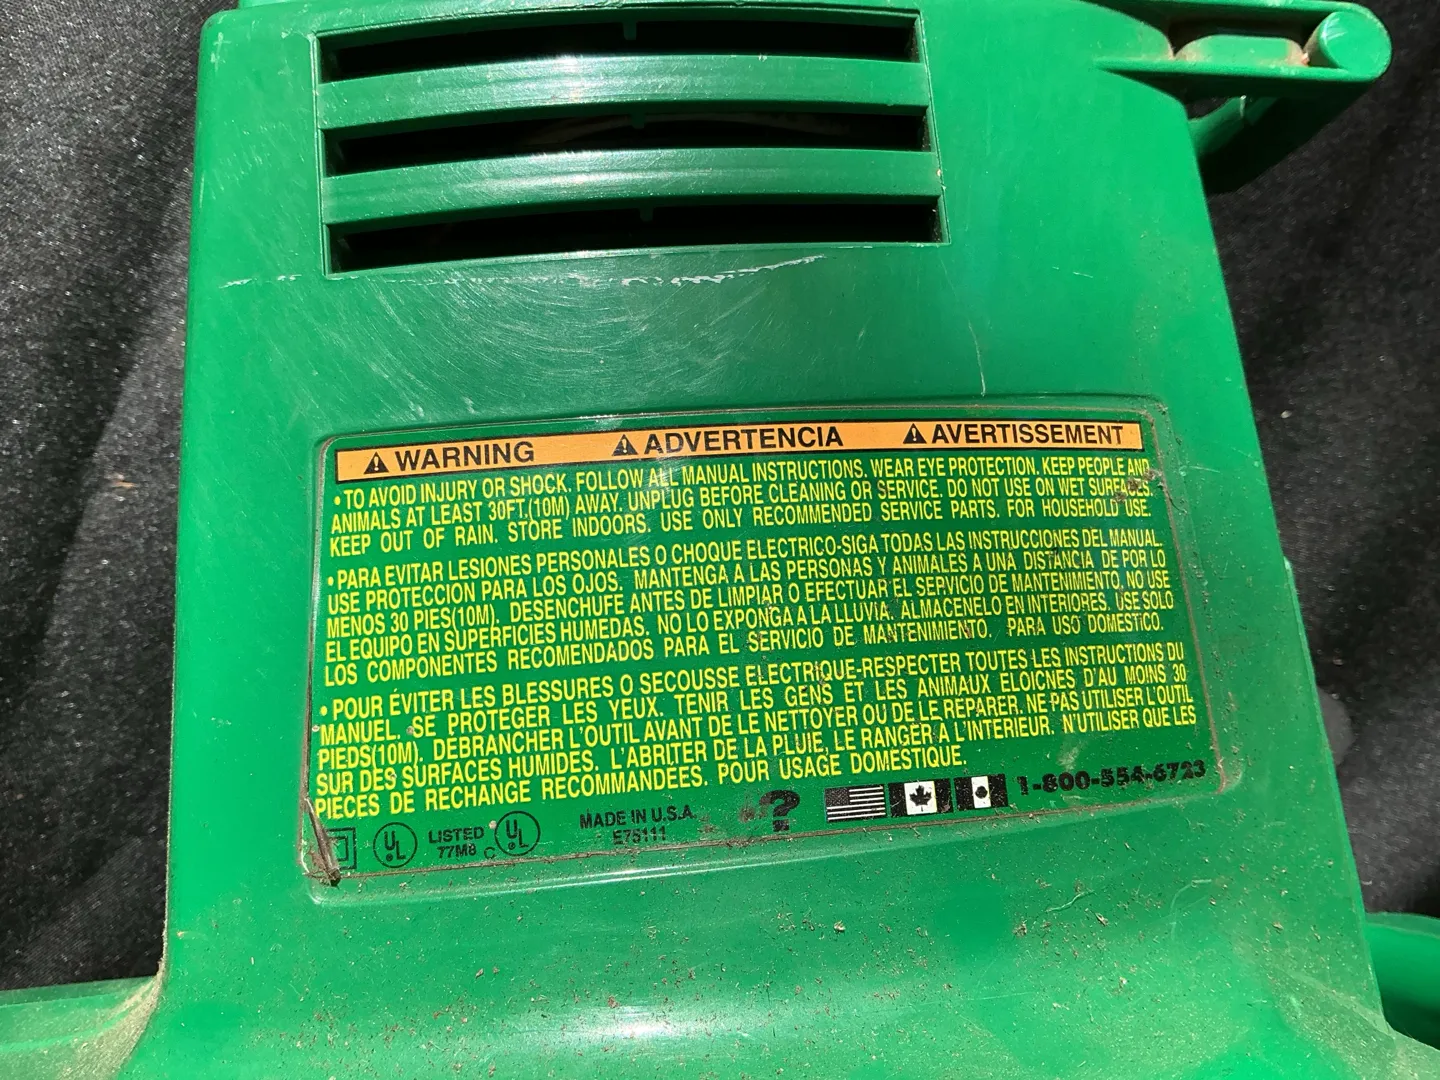 WARNING ADVERTENCIA AVERTISSEMENT
• TO AVOID INJURY OR SHOCK, FOLLOW ALL MANUAL INSTRUCTIONS. WEAR EYE PROTECTION. KEEP PEOPLE AND
ANIMALS AT LEAST 30FT.(10M) AWAY. UNPLUG BEFORE CLEANING OR SERVICE. DO NOT USE ON WET SURFACES.
KEEP OUT OF RAIN. STORE INDOORS. USE ONLY RECOMMENDED SERVICE PARTS. FOR HOUSEHOLD USE.
• PARA EVITAR LESIONES PERSONALES O CHOQUE ELECTRICO-SIGA TODAS LAS INSTRUCCIONES DEL MANUAL.
USE PROTECCION PARA LOS OJOS. MANTENGA A LAS PERSONAS Y ANIMALES A UNA DISTANCIA DE POR LO
MENOS 30 PIES(10M). DESENCHUFE ANTES DE LIMPIAR O EFECTUAR EL SERVICIO DE MANTENIMIENTO. NO USE
EL EQUIPO EN SUPERFICIES HUMEDAS. NO LO EXPONGA A LA LLUVIA. ALMACENELO EN INTERIORES. USE SOLO
LOS COMPONENTES RECOMENDADOS PARA EL SERVICIO DE MANTENIMIENTO. PARA USO DOMESTICO.
• POUR ÉVITER LES BLESSURES O SECOUSSE ELECTRIQUE-RESPECTER TOUTES LES INSTRUCTIONS DU
MANUEL. SE PROTEGER LES YEUX, TENIR LES GENS ET LES ANIMAUX ELOIGNES D'AU MOINS 30
PIEDS(10M). DEBRANCHER L'OUTIL AVANT DE LE NETTOYER OU DE LE REPARER. NE PAS UTILISER L'OUTIL
SUR DES SURFACES HUMIDES. L'ABRITER DE LA PLUIE, LE RANGER A L'INTERIEUR. N'UTILISER QUE LES
PIECES DE RECHANGE RECOMMANDEES. POUR USAGE DOMESTIQUE.
UL LISTED 77M8 C UL MADE IN U.S.A. E75111 ? 1-800-554-6723